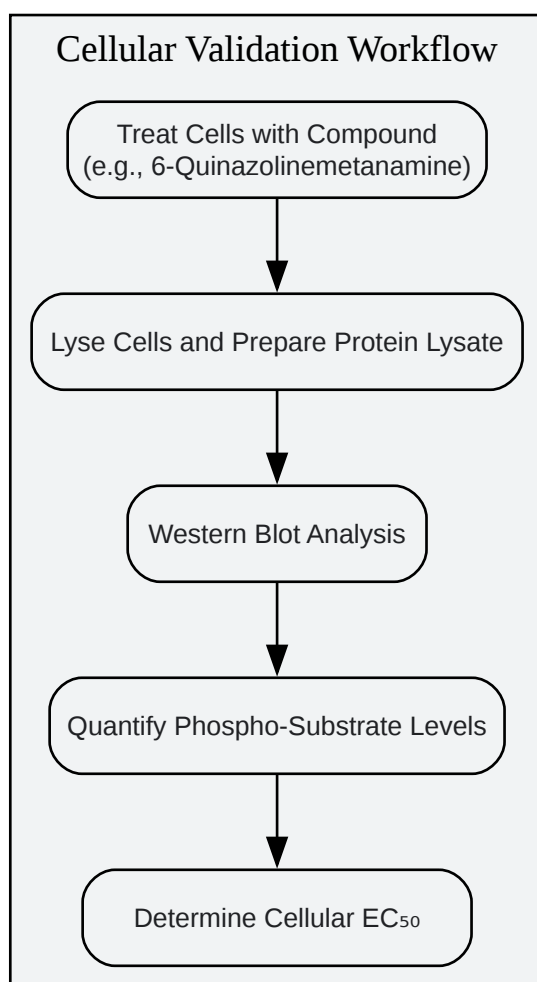 Cellular Validation Workflow
Treat Cells with Compound
(e.g., 6-Quinazolinemetanamine)
Lyse Cells and Prepare Protein Lysate
Western Blot Analysis
Quantify Phospho-Substrate Levels
Determine Cellular EC₅₀